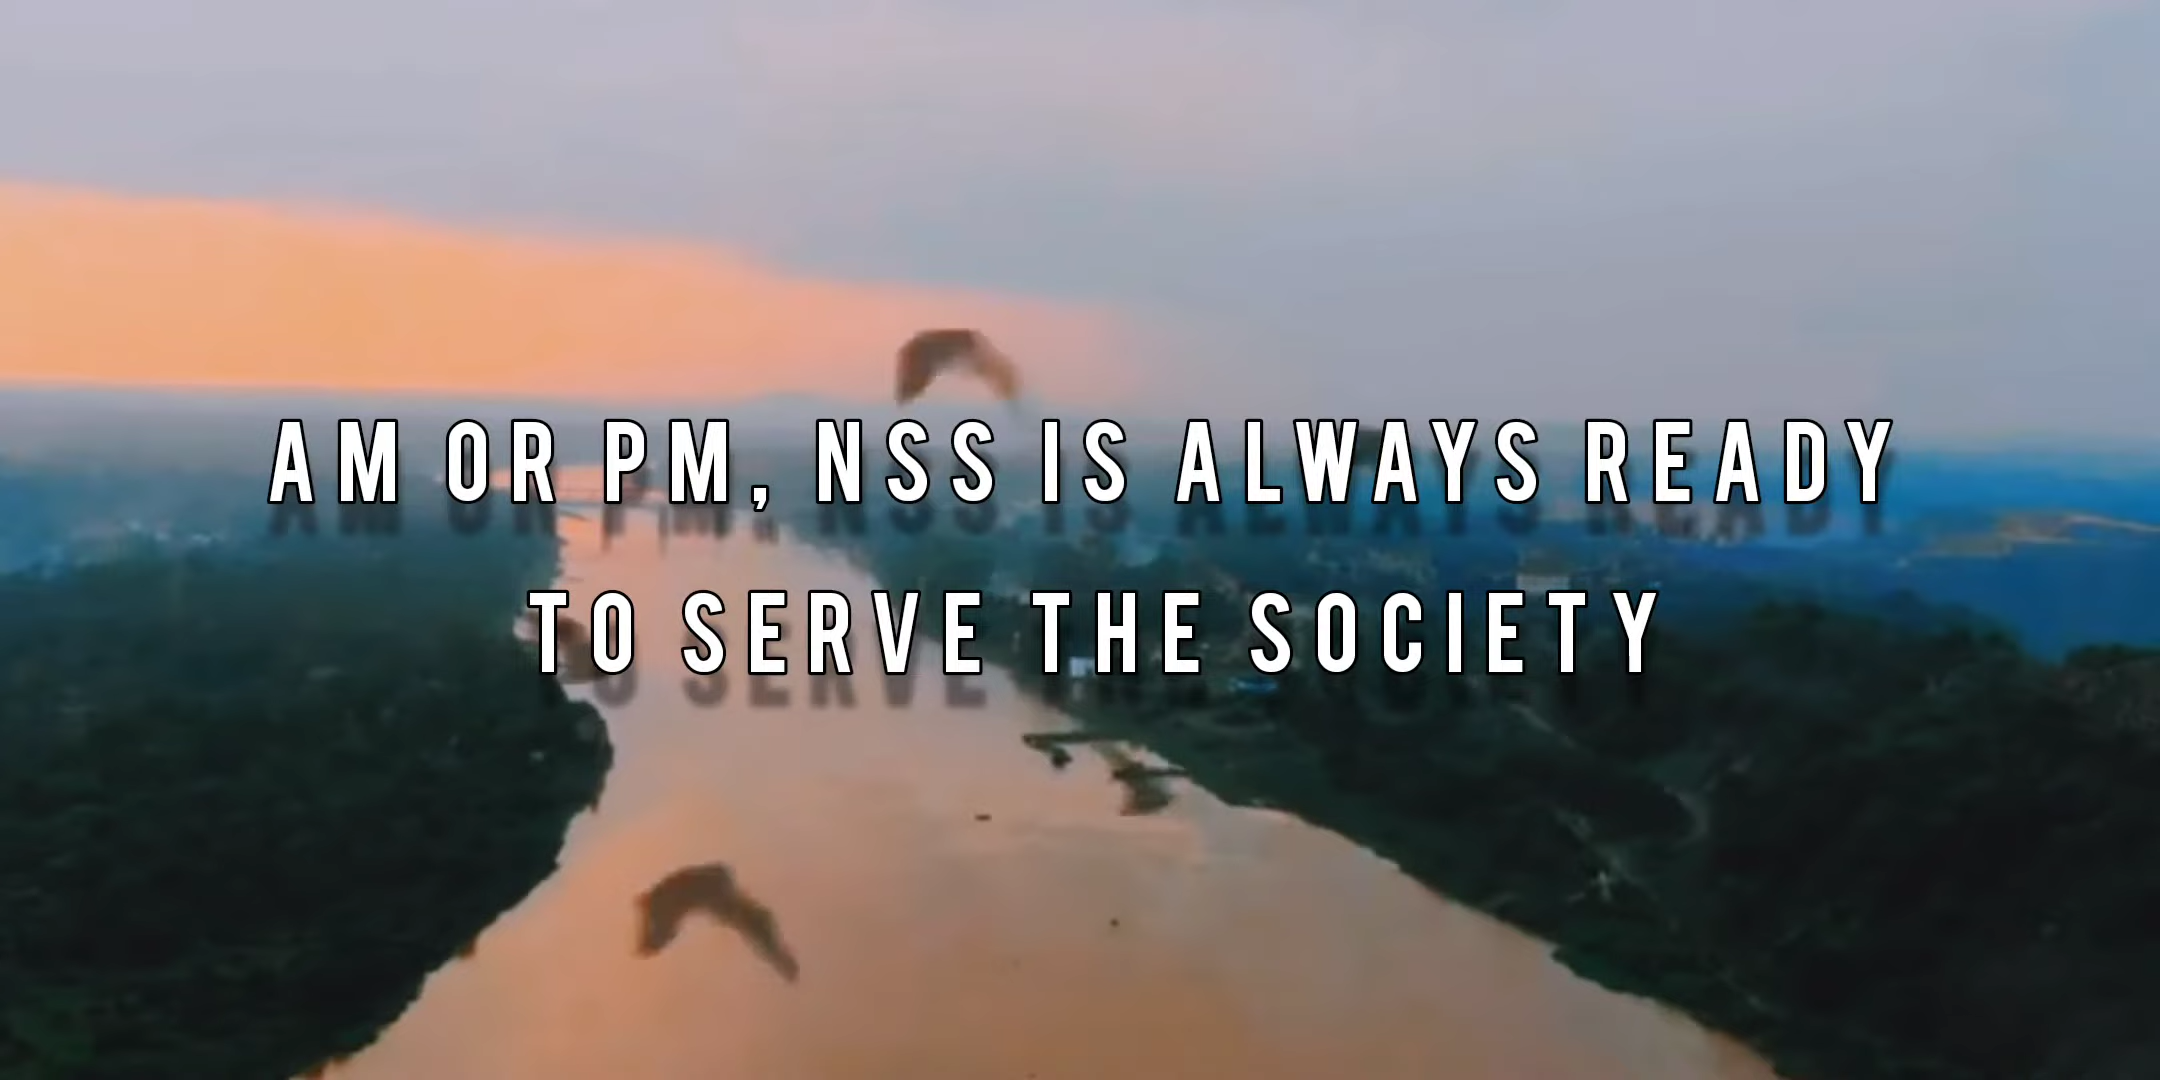 AM OR PM, NSS IS ALWAYS READY
TO SERVE THE SOCIETY